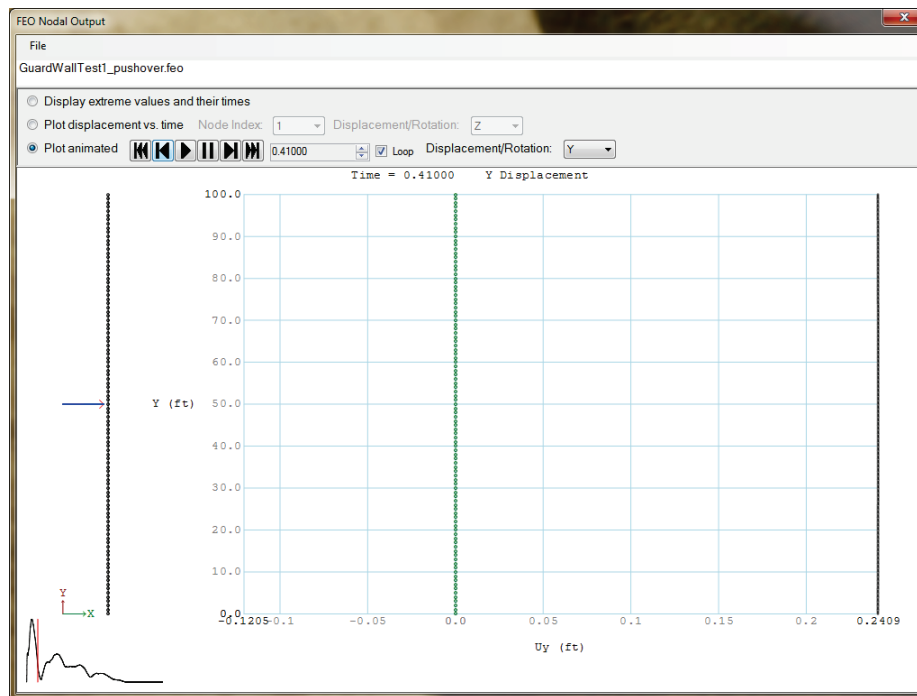 FEO Nodal Output
File
GuardWallTest1_pushover.feo
Display extreme values and their times
Plot displacement vs. time Node Index: 1 Displacement/Rotation: Z
Plot animated 0.41000 Loop Displacement/Rotation: Y
Time = 0.41000 Y Displacement
100.0
90.0
80.0
70.0
60.0
Y (ft) 50.0
40.0
30.0
20.0
10.0
Y
X
0.0
-0.1205 -0.1 -0.05 0.0 0.05 0.1 0.15 0.2 0.2409
Uy (ft)